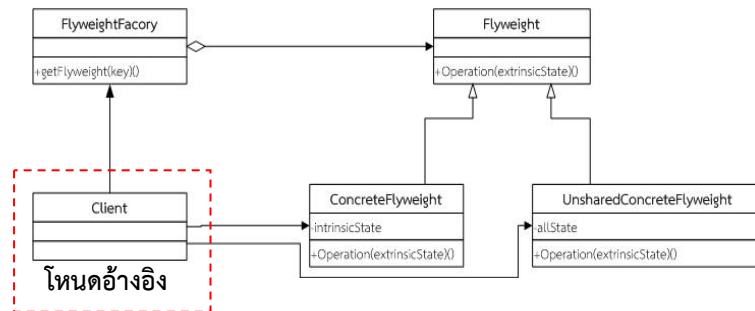 FlyweightFacory
Flyweight
+getFlyweight(key)()
+Operation(extrinsicState)()
Client
ConcreteFlyweight
UnsharedConcreteFlyweight
-intrinsicState
-allState
+Operation(extrinsicState)()
+Operation(extrinsicState)()
โหนดอ้างอิง